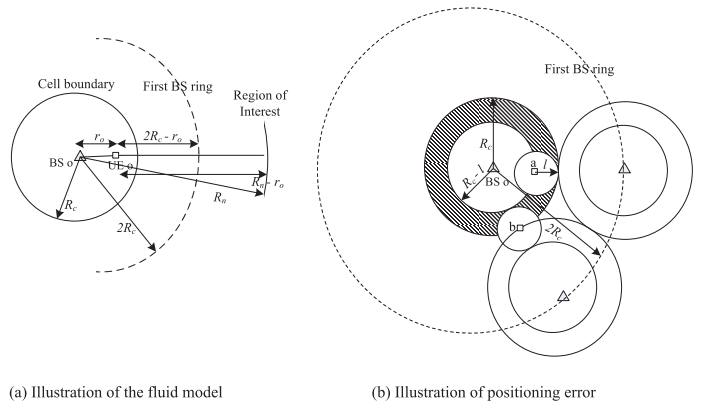 Cell boundary
First BS ring
Region of
Interest
r_o
2R_c - r_o
BS o
UE o
R_n - r_o
R_n
R_c
2R_c
First BS ring
R_c
a
l
R_c - l
BS o
b
2R_c
(a) Illustration of the fluid model
(b) Illustration of positioning error